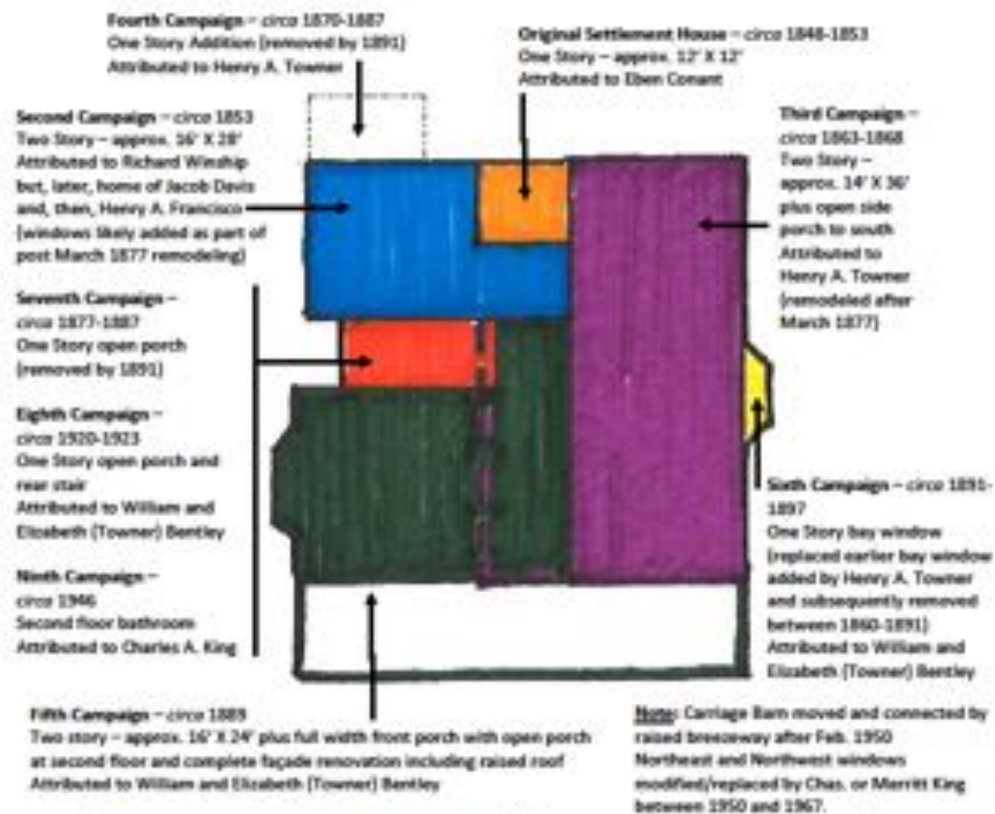 Fourth Campaign – circa 1870-1887
One Story Addition (removed by 1891)
Attributed to Henry A. Towner
Original Settlement House – circa 1848-1853
One Story – approx. 12' X 12'
Attributed to Eben Conant
Second Campaign – circa 1853
Two Story – approx. 16' X 28'
Attributed to Richard Winship
but, later, home of Jacob Davis
and, then, Henry A. Francisco
(windows likely added as part of
post March 1877 remodeling)
Third Campaign –
circa 1863-1868
Two Story –
approx. 14' X 36'
plus open side
porch to south
Attributed to
Henry A. Towner
(remodeled after
March 1877)
Seventh Campaign –
circa 1877-1887
One Story open porch
(removed by 1891)
Eighth Campaign –
circa 1920-1923
One Story open porch and
rear stair
Attributed to William and
Elizabeth (Towner) Bentley
Ninth Campaign –
circa 1946
Second floor bathroom
Attributed to Charles A. King
Sixth Campaign – circa 1891-
1897
One Story bay window
(replaced earlier bay window
added by Henry A. Towner
and subsequently removed
between 1860-1891)
Attributed to William and
Elizabeth (Towner) Bentley
Fifth Campaign – circa 1889
Two story – approx. 16' X 24' plus full width front porch with open porch
at second floor and complete façade renovation including raised roof
Attributed to William and Elizabeth (Towner) Bentley
Note: Carriage Barn moved and connected by
raised breezeway after Feb. 1950
Northeast and Northwest windows
modified/replaced by Chas. or Merritt King
between 1950 and 1967.